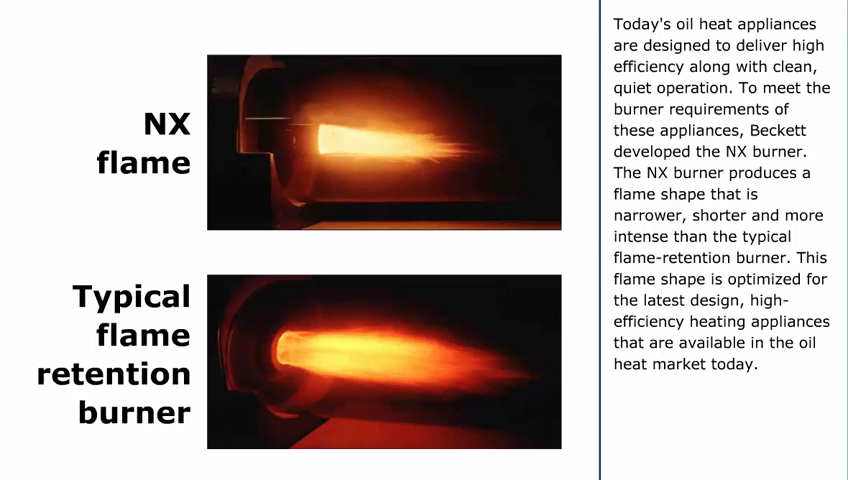 NX
flame
Typical
flame
retention
burner
Today's oil heat appliances
are designed to deliver high
efficiency along with clean,
quiet operation. To meet the
burner requirements of
these appliances, Beckett
developed the NX burner.
The NX burner produces a
flame shape that is
narrower, shorter and more
intense than the typical
flame-retention burner. This
flame shape is optimized for
the latest design, high-
efficiency heating appliances
that are available in the oil
heat market today.